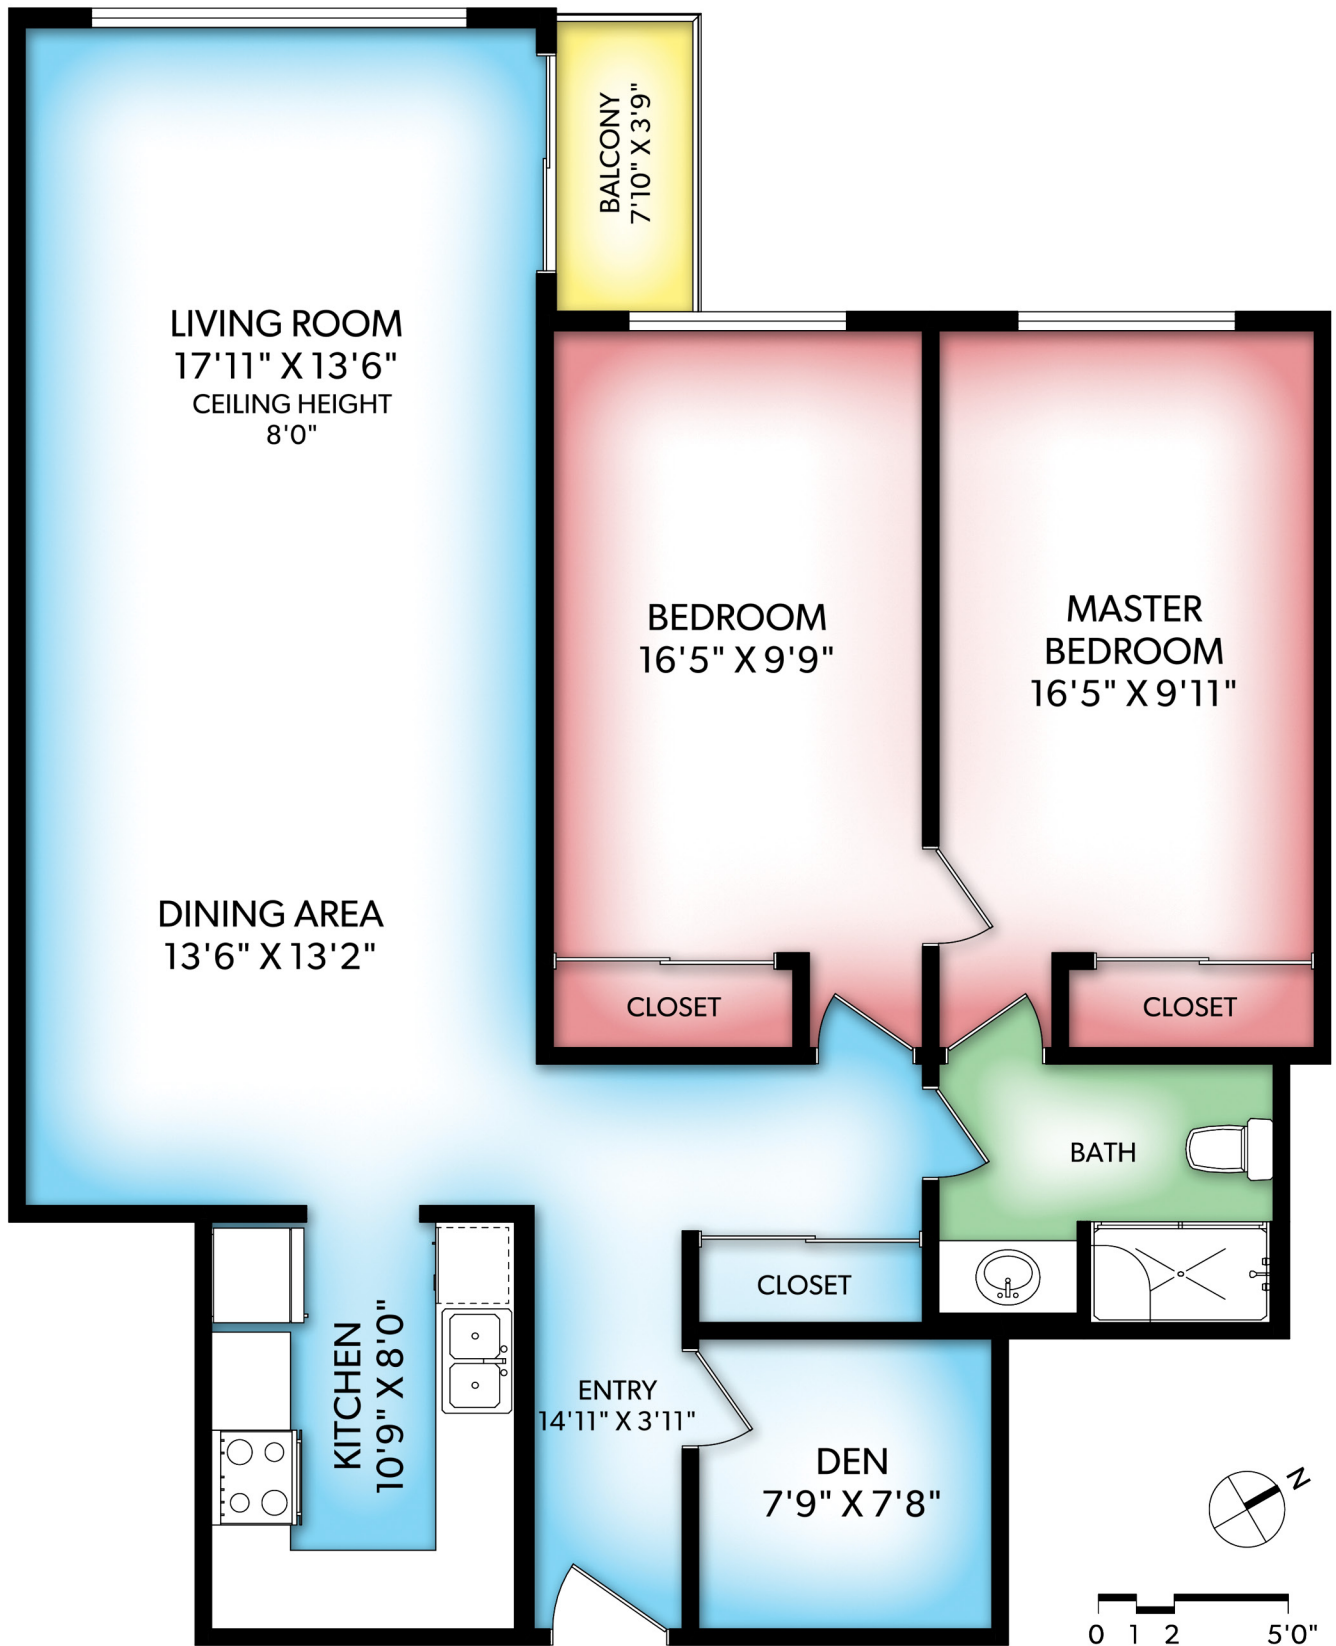 BALCONY
7'10" X 3'9"
LIVING ROOM
17'11" X 13'6"
CEILING HEIGHT
8'0"
BEDROOM
16'5" X 9'9"
MASTER
BEDROOM
16'5" X 9'11"
DINING AREA
13'6" X 13'2"
CLOSET
CLOSET
BATH
CLOSET
KITCHEN
10'9" X 8'0"
ENTRY
14'11" X 3'11"
DEN
7'9" X 7'8"
N
0 1 2 5'0"